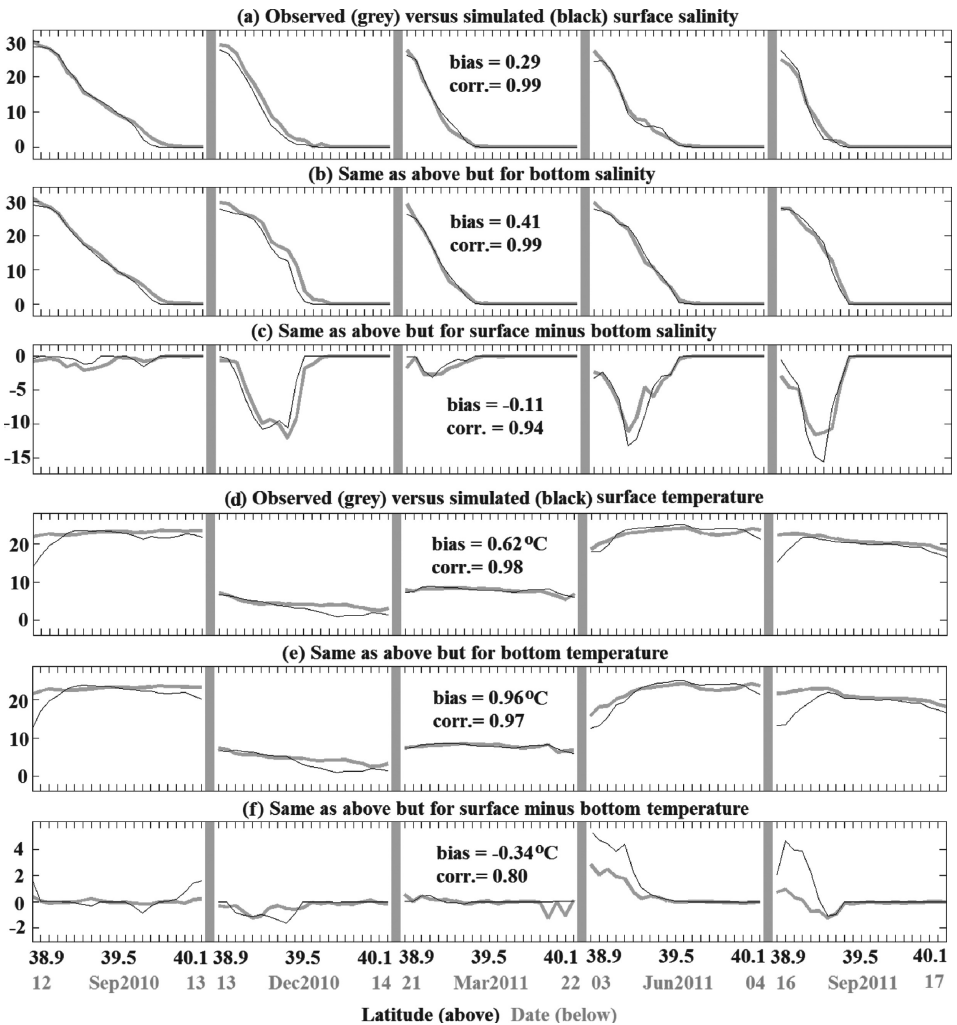 (a) Observed (grey) versus simulated (black) surface salinity
30
20
10
0
bias = 0.29
corr.= 0.99
(b) Same as above but for bottom salinity
30
20
10
0
bias = 0.41
corr.= 0.99
(c) Same as above but for surface minus bottom salinity
0
-5
-10
-15
bias = -0.11
corr. = 0.94
(d) Observed (grey) versus simulated (black) surface temperature
20
10
0
bias = 0.62°C
corr.= 0.98
(e) Same as above but for bottom temperature
20
10
0
bias = 0.96°C
corr.= 0.97
(f) Same as above but for surface minus bottom temperature
4
2
0
-2
bias = -0.34°C
corr.= 0.80
38.9 39.5 40.1 38.9 39.5 40.1 38.9 39.5 40.1 38.9 39.5 40.1 38.9 39.5 40.1
12 Sep2010 13 13 Dec2010 14 21 Mar2011 22 03 Jun2011 04 16 Sep2011 17
Latitude (above) Date (below)